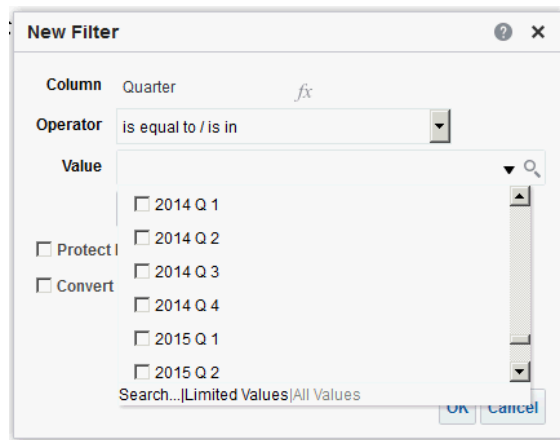 New Filter ? ×
Column Quarter fx
Operator is equal to / is in
Value
2014 Q 1
2014 Q 2
2014 Q 3
Protect
2014 Q 4
Convert
2015 Q 1
2015 Q 2
Search...|Limited Values|All Values
OK Cancel